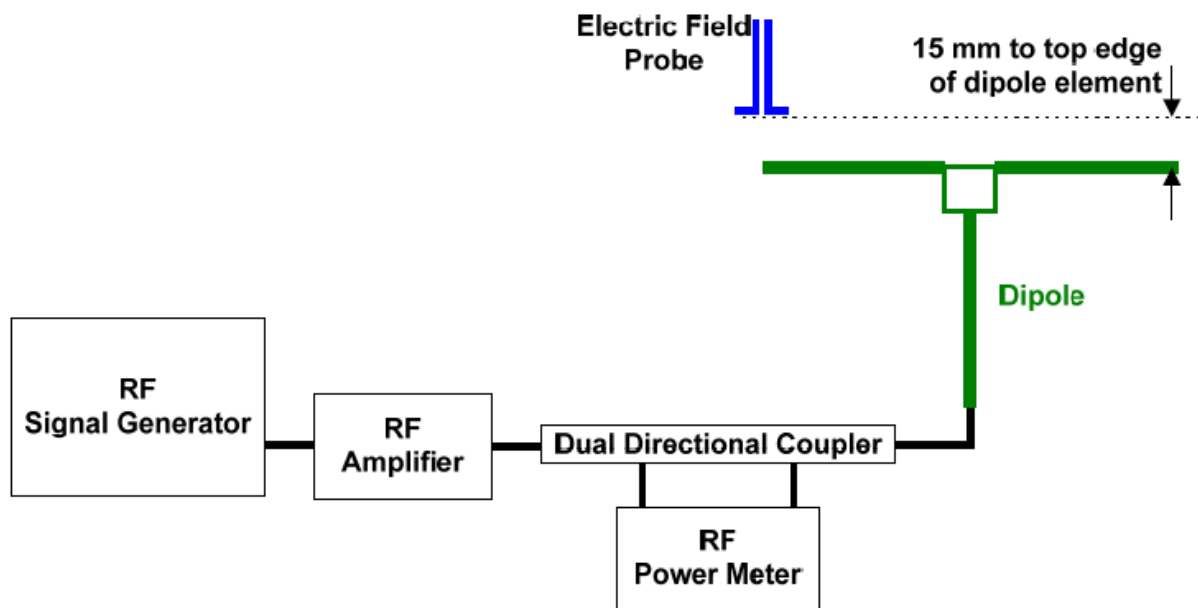 Electric Field
Probe
15 mm to top edge
of dipole element
Dipole
RF
Signal Generator
RF
Amplifier
Dual Directional Coupler
RF
Power Meter